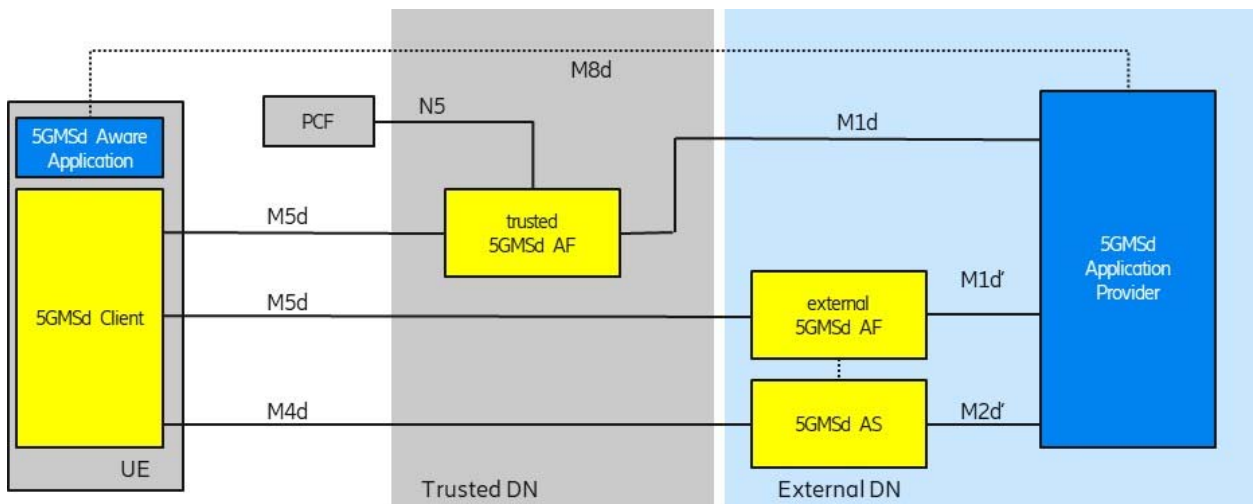 M8d
5GMSd Aware
Application
PCF
N5
M1d
M5d
trusted
5GMSd AF
5GMSd
Application
Provider
5GMSd Client
M5d
external
5GMSd AF
M1d'
M4d
5GMSd AS
M2d'
UE
Trusted DN
External DN